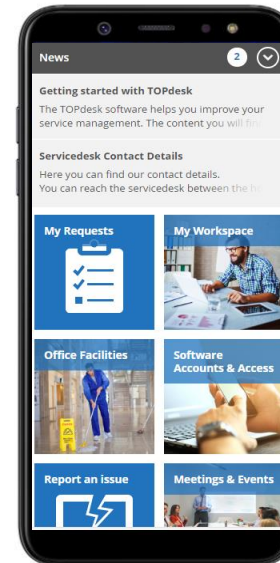 News
2
Getting started with TOPdesk
The TOPdesk software helps you improve your
service management. The content you will
Servicedesk Contact Details
Here you can find our contact details.
You can reach the servicedesk between the
My Requests
My Workspace
Office Facilities
Software
Accounts & Access
Report an issue
Meetings & Events